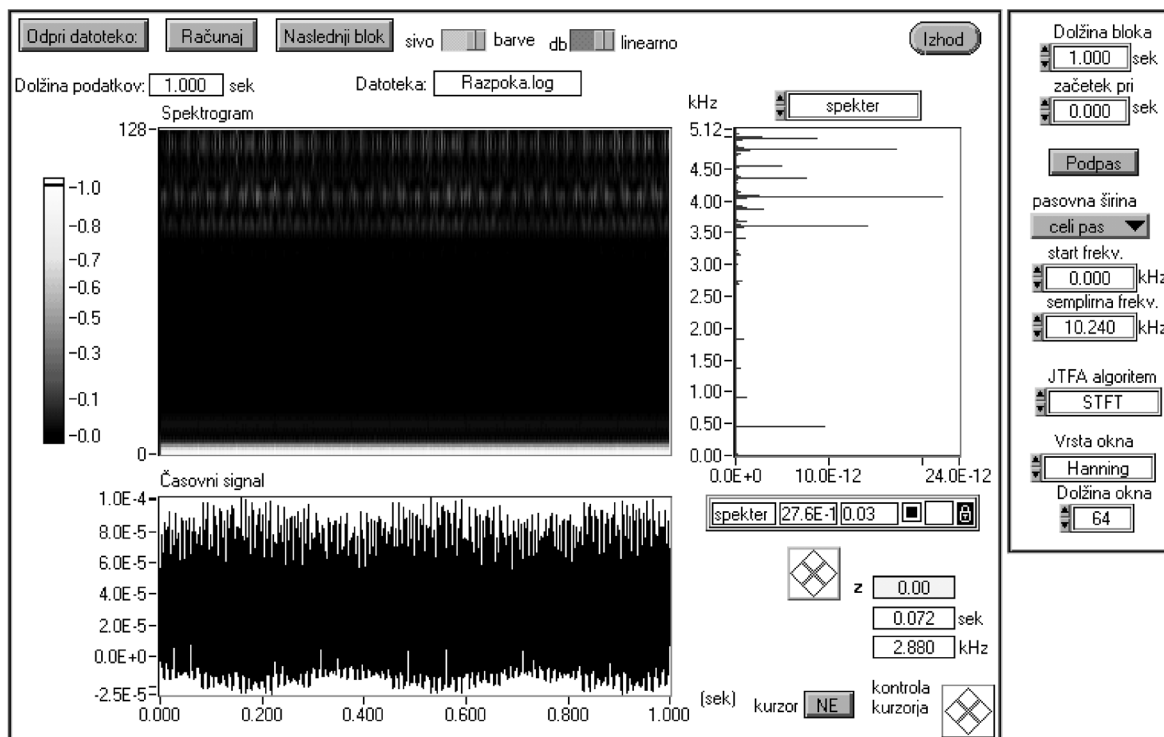 Odpri datoteko:
Računaj
Naslednji blok
sivo
barve
db
linearno
Izhod
Dolžina podatkov: 1.000 sek
Datoteka: Razpoka.log
Spektrogram
128
0
-1.0
-0.8
-0.7
-0.6
-0.5
-0.3
-0.1
-0.0
kHz
spekter
5.12
4.50
4.00
3.50
3.00
2.50
2.00
1.50
1.00
0.50
0.00
0.0E+0 10.0E-12 24.0E-12
spekter 27.6E-1 0.03
Časovni signal
1.0E-4
8.0E-5
6.0E-5
4.0E-5
2.0E-5
0.0E+0
-2.5E-5
0.000 0.200 0.400 0.600 0.800 1.000
(sek)
z 0.00
0.072 sek
2.880 kHz
kurzor NE
kontrola
kurzorja
Dolžina bloka
1.000 sek
začetek pri
0.000 sek
Podpas
pasovna širina
celi pas
start frekv.
0.000 kHz
semplirna frekv.
10.240 kHz
JTFA algoritem
STFT
Vrsta okna
Hanning
Dolžina okna
64